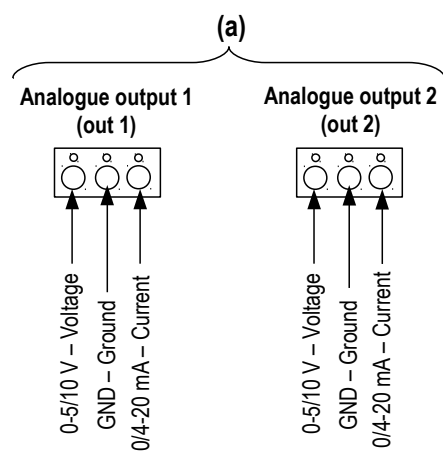 (a)
Analogue output 1
(out 1)
Analogue output 2
(out 2)
0-5/10 V – Voltage
GND – Ground
0/4-20 mA – Current
0-5/10 V – Voltage
GND – Ground
0/4-20 mA – Current